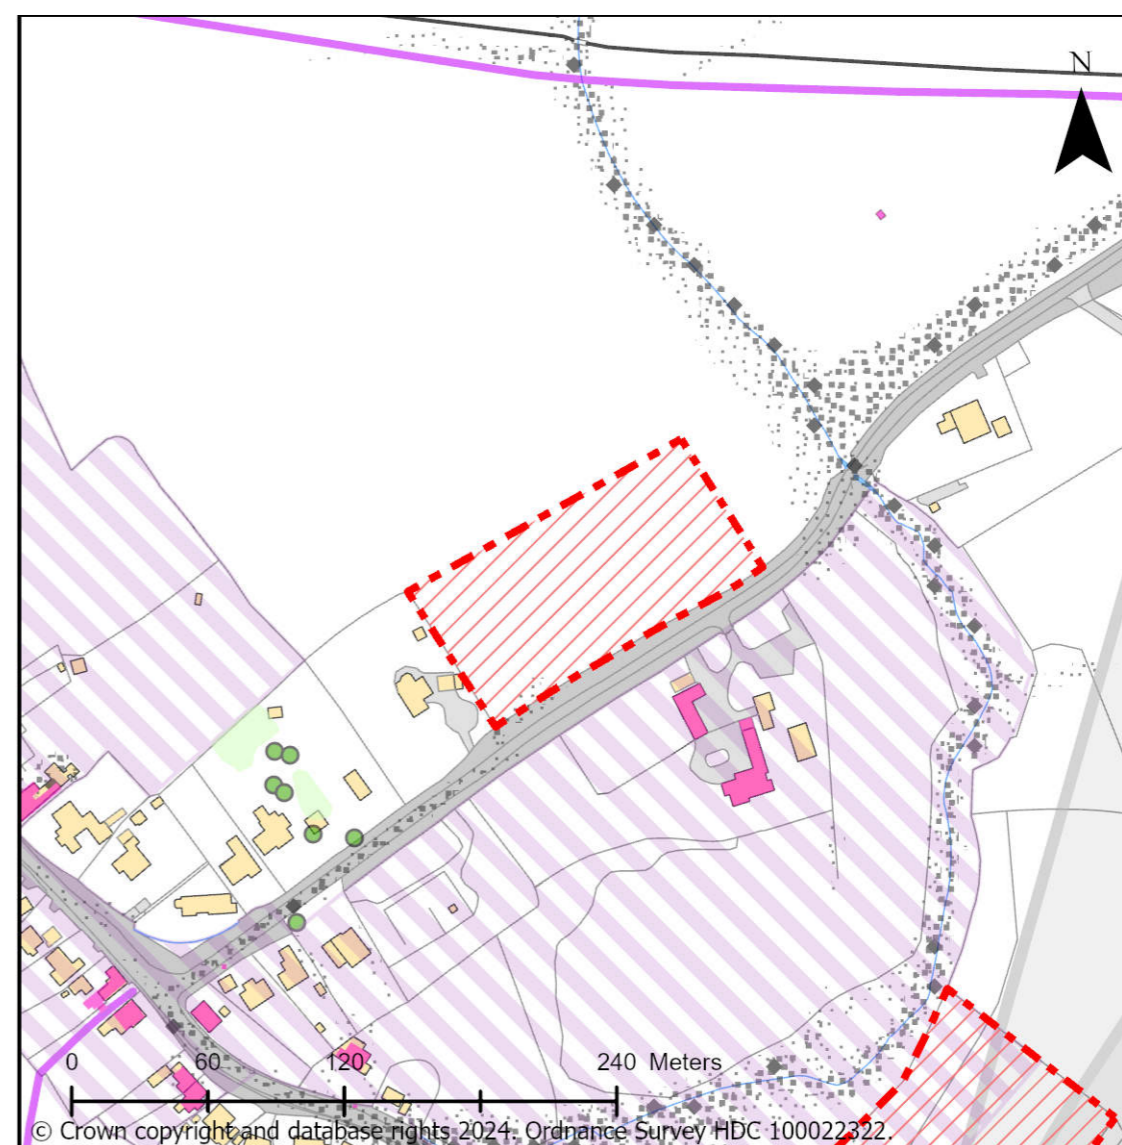 N
0 60 120 240 Meters
© Crown copyright and database rights 2024. Ordnance Survey HDC 100022322.